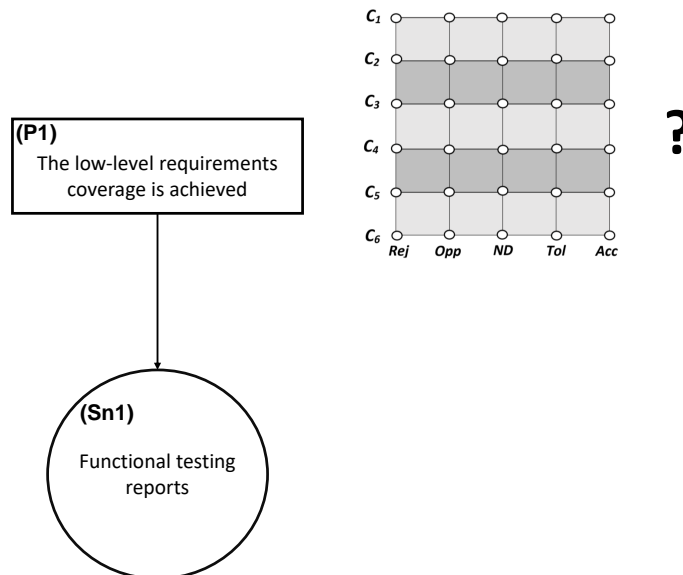 C1
C2
C3
C4
C5
C6
Rej Opp ND Tol Acc
?
(P1)
The low-level requirements
coverage is achieved
(Sn1)
Functional testing
reports